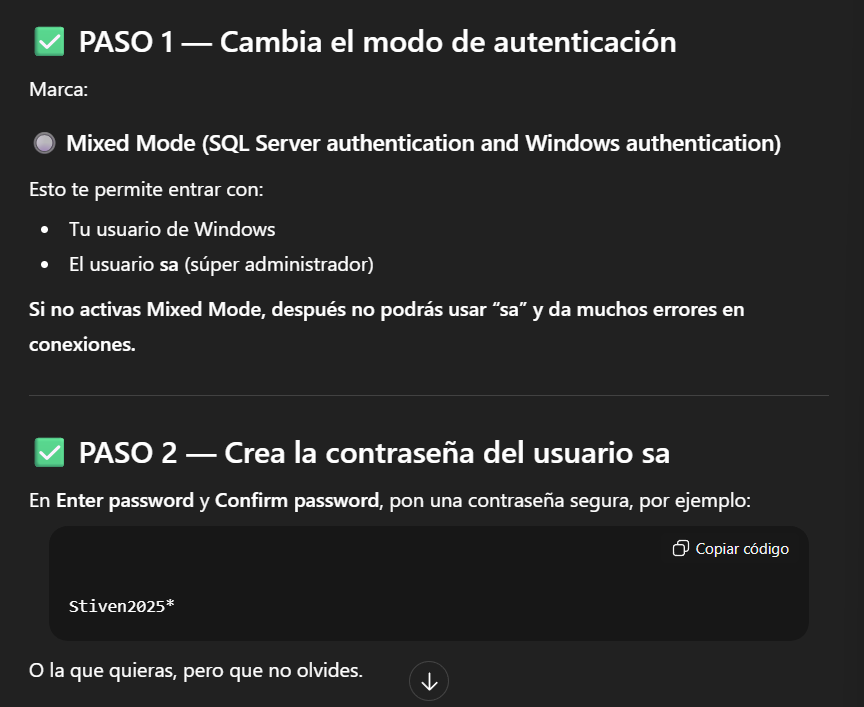 ✅ PASO 1 — Cambia el modo de autenticación
Marca:
🔘 Mixed Mode (SQL Server authentication and Windows authentication)
Esto te permite entrar con:
• Tu usuario de Windows
• El usuario sa (súper administrador)
Si no activas Mixed Mode, después no podrás usar “sa” y da muchos errores en
conexiones.
✅ PASO 2 — Crea la contraseña del usuario sa
En Enter password y Confirm password, pon una contraseña segura, por ejemplo:
Copiar código
Stiven2025*
O la que quieras, pero que no olvides.